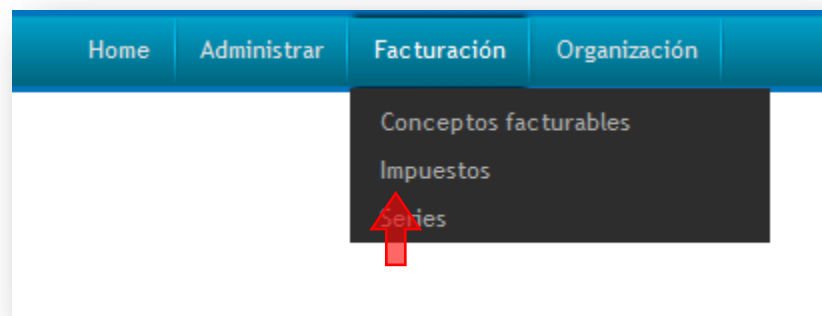 Home Administrar Facturación Organización
Conceptos facturables
Impuestos
Series